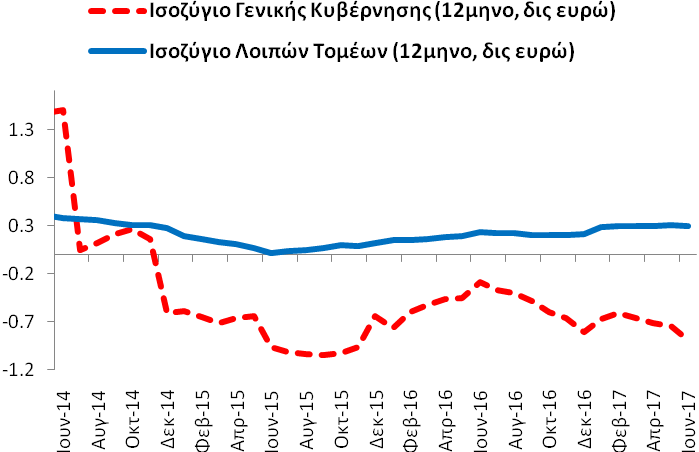 Ισοζύγιο Γενικής Κυβέρνησης (12μηνο, δις ευρώ)
Ισοζύγιο Λοιπών Τομέων (12μηνο, δις ευρώ)
1.3
0.8
0.3
-0.2
-0.7
-1.2
Ιουν-14
Αυγ-14
Οκτ-14
Δεκ-14
Φεβ-15
Απρ-15
Ιουν-15
Αυγ-15
Οκτ-15
Δεκ-15
Φεβ-16
Απρ-16
Ιουν-16
Αυγ-16
Οκτ-16
Δεκ-16
Φεβ-17
Απρ-17
Ιουν-17